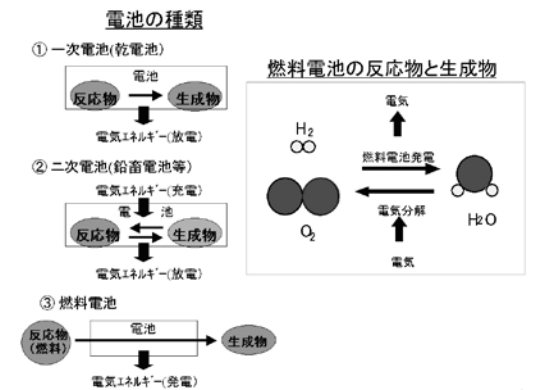 電池の種類
① 一次電池(乾電池)
電池
反応物
生成物
電気エネルギー(放電)
② 二次電池(鉛畜電池等)
電気エネルギー(充電)
電 池
反応物
生成物
電気エネルギー(放電)
③ 燃料電池
反応物
(燃料)
電池
生成物
電気エネルギー(発電)
燃料電池の反応物と生成物
電気
H2
燃料電池発電
O2
電気分解
H2O
電気